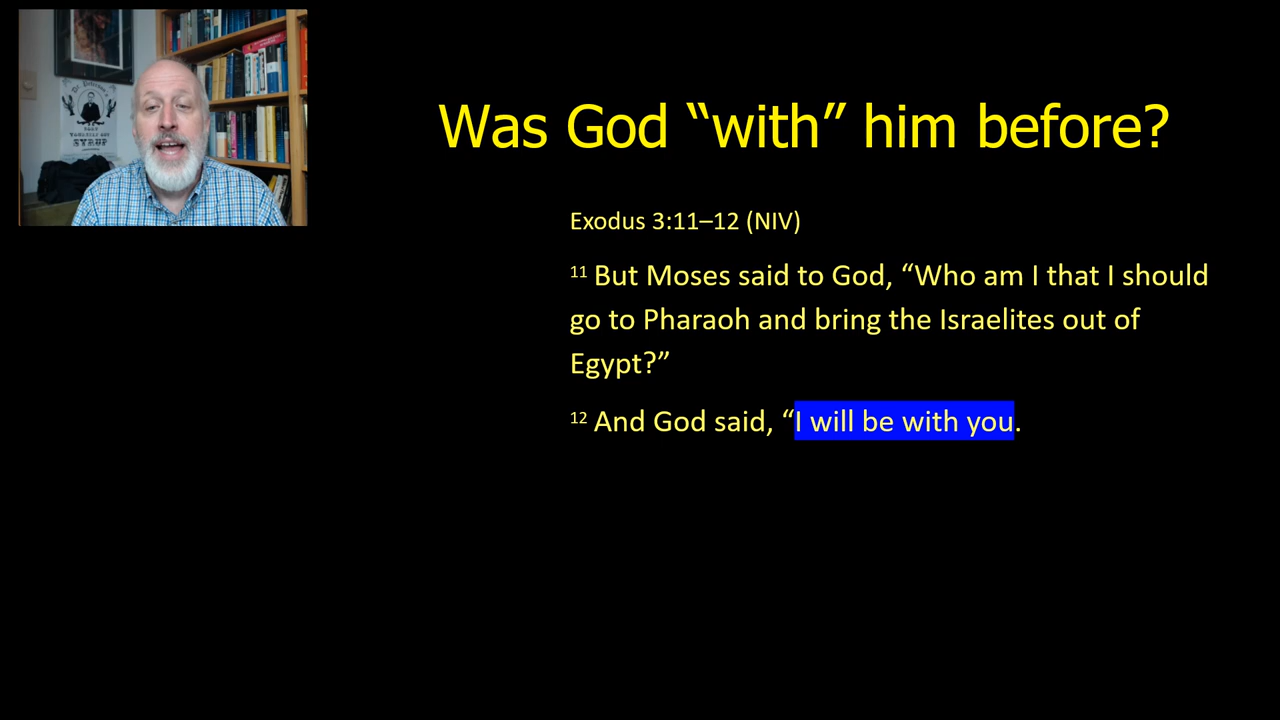 Was God “with” him before?
Exodus 3:11–12 (NIV)
11 But Moses said to God, “Who am I that I should
go to Pharaoh and bring the Israelites out of
Egypt?”
12 And God said, “I will be with you.
SYRUP